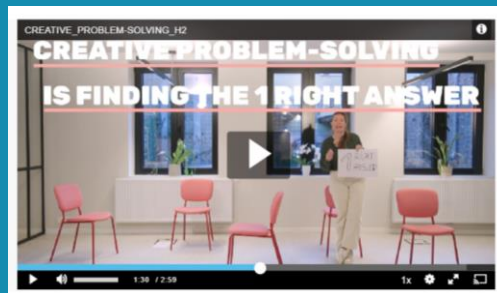 CREATIVE_PROBLEM-SOLVING_H2
CREATIVE PROBLEM-SOLVING
IS FINDING THE 1 RIGHT ANSWER
1:30 / 2:59
1x